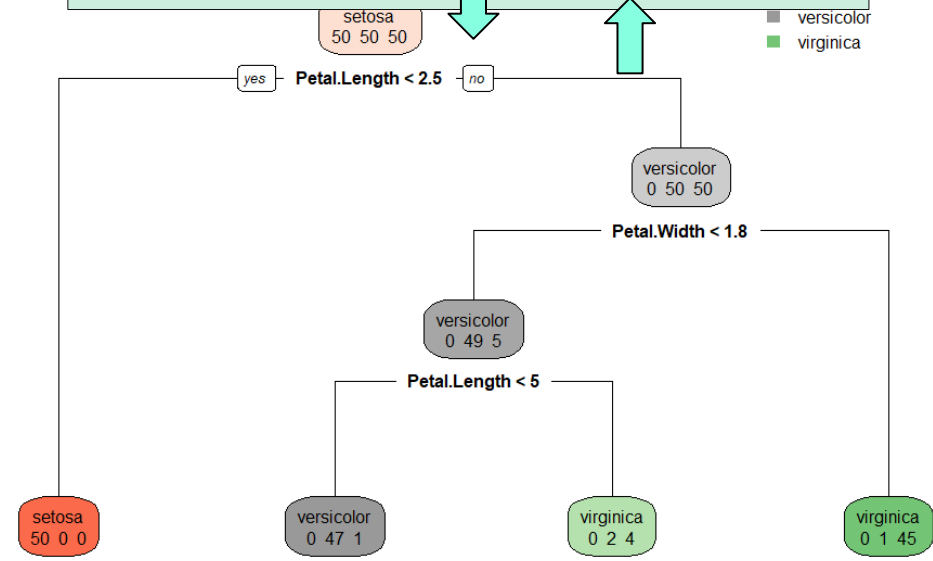 setosa
50 50 50
versicolor
virginica
yes
Petal.Length < 2.5
no
versicolor
0 50 50
Petal.Width < 1.8
versicolor
0 49 5
Petal.Length < 5
setosa
50 0 0
versicolor
0 47 1
virginica
0 2 4
virginica
0 1 45